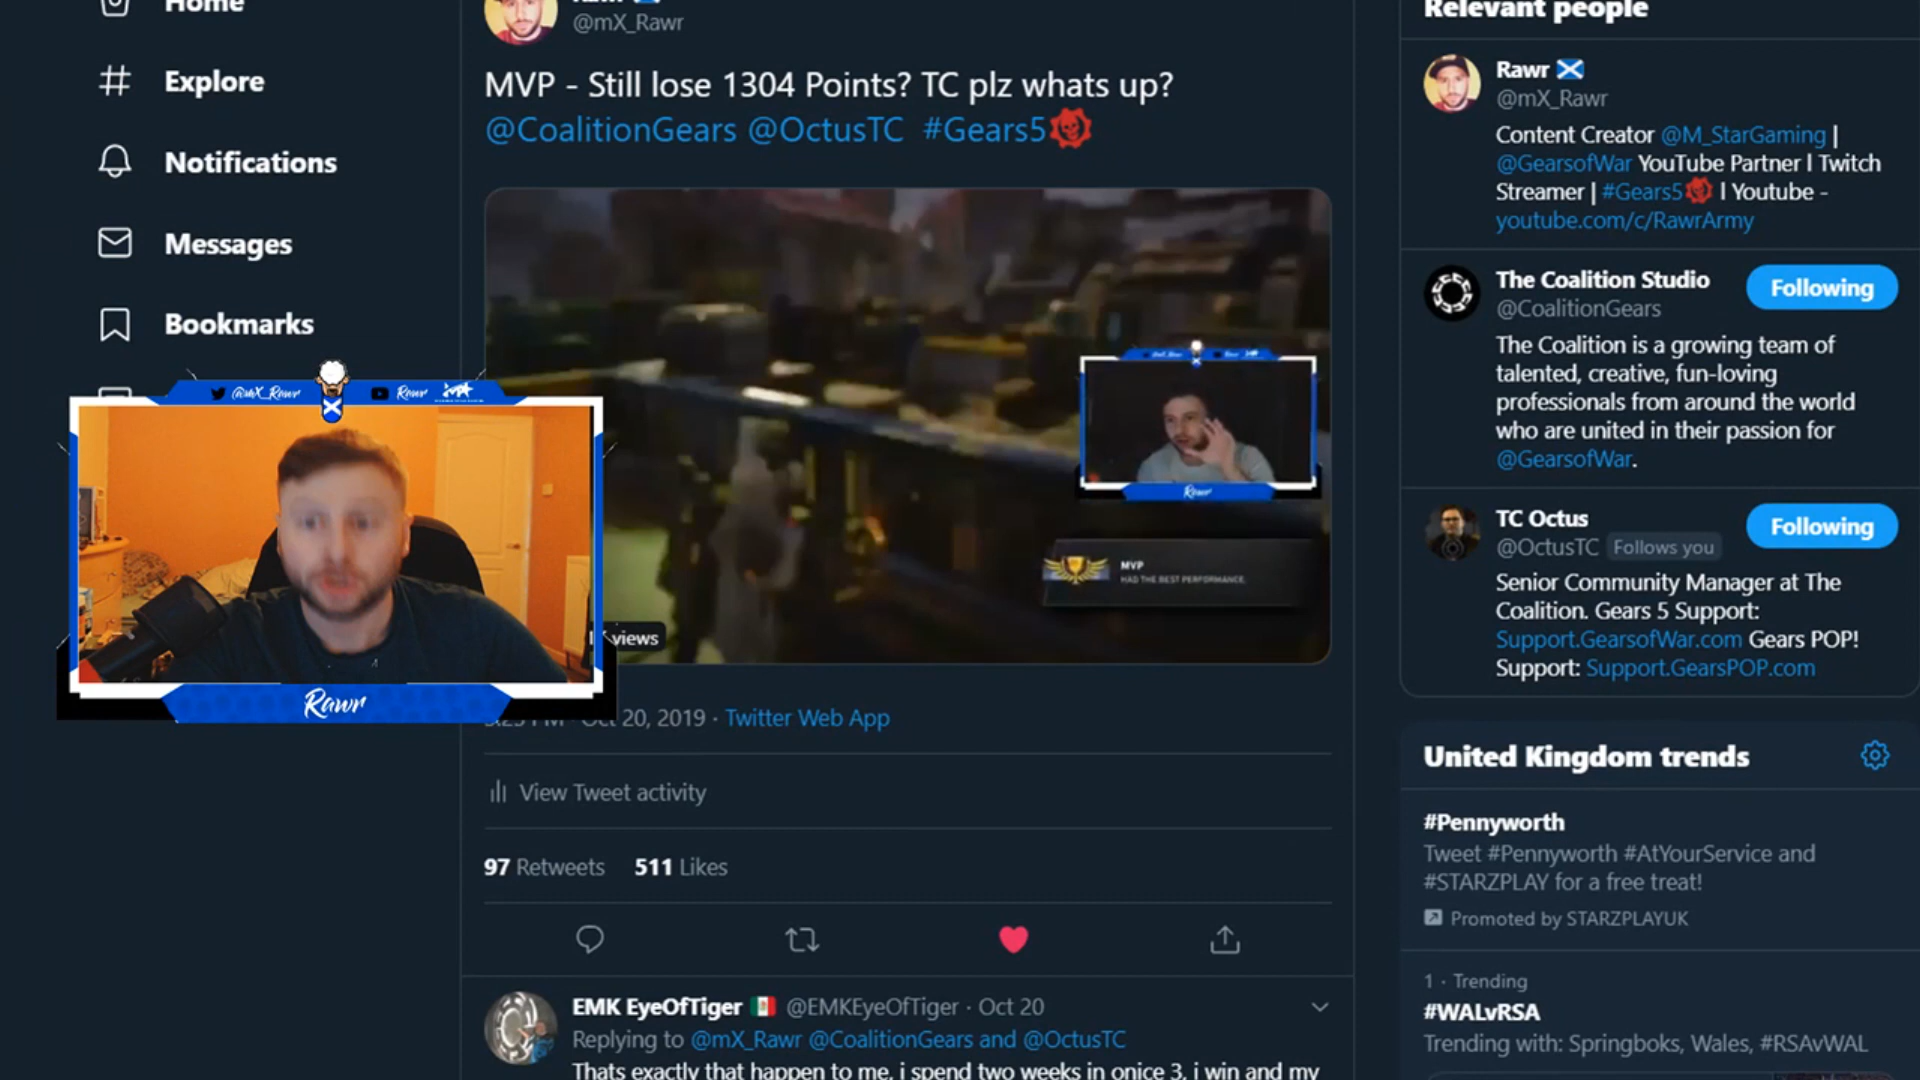 Home
Explore
Notifications
Messages
Bookmarks
@mX_Rawr
MVP - Still lose 1304 Points? TC plz whats up?
@CoalitionGears @OctusTC #Gears5
Rawr
MVP
HAD THE BEST PERFORMANCE.
views
@mX_Rawr Rawr
Rawr
Oct 20, 2019 · Twitter Web App
View Tweet activity
97 Retweets 511 Likes
EMK EyeOfTiger @EMKEyeOfTiger · Oct 20
Replying to @mX_Rawr @CoalitionGears and @OctusTC
Thats exactly that happen to me, i spend two weeks in onice 3, i win and my
Relevant people
Rawr
@mX_Rawr
Content Creator @M_StarGaming |
@GearsofWar YouTube Partner l Twitch
Streamer | #Gears5 l Youtube -
youtube.com/c/RawrArmy
The Coalition Studio
@CoalitionGears
Following
The Coalition is a growing team of
talented, creative, fun-loving
professionals from around the world
who are united in their passion for
@GearsofWar.
TC Octus
@OctusTC Follows you
Following
Senior Community Manager at The
Coalition. Gears 5 Support:
Support.GearsofWar.com Gears POP!
Support: Support.GearsPOP.com
United Kingdom trends
#Pennyworth
Tweet #Pennyworth #AtYourService and
#STARZPLAY for a free treat!
Promoted by STARZPLAYUK
1 · Trending
#WALvRSA
Trending with: Springboks, Wales, #RSAvWAL